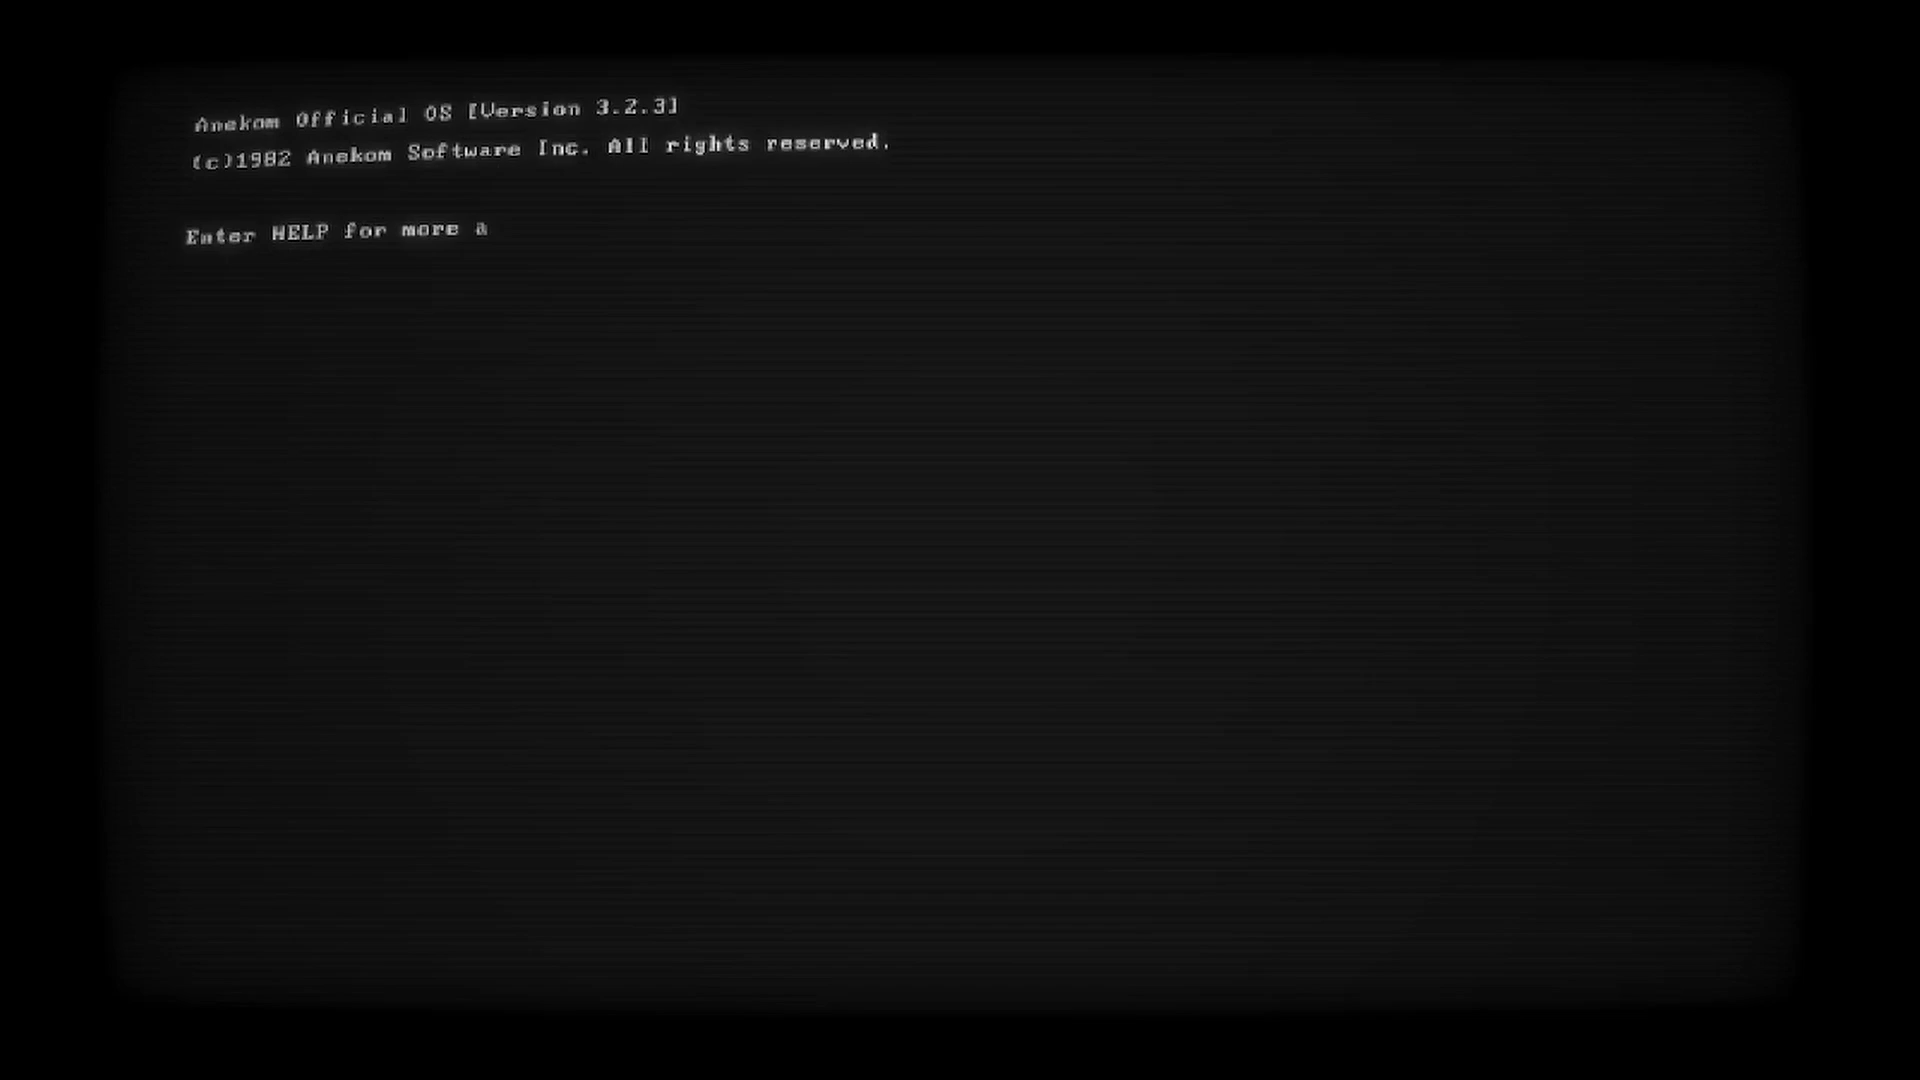 Anekom Official OS [Version 3.2.3]
(c)1982 Anekom Software Inc. All rights reserved.
Enter HELP for more a